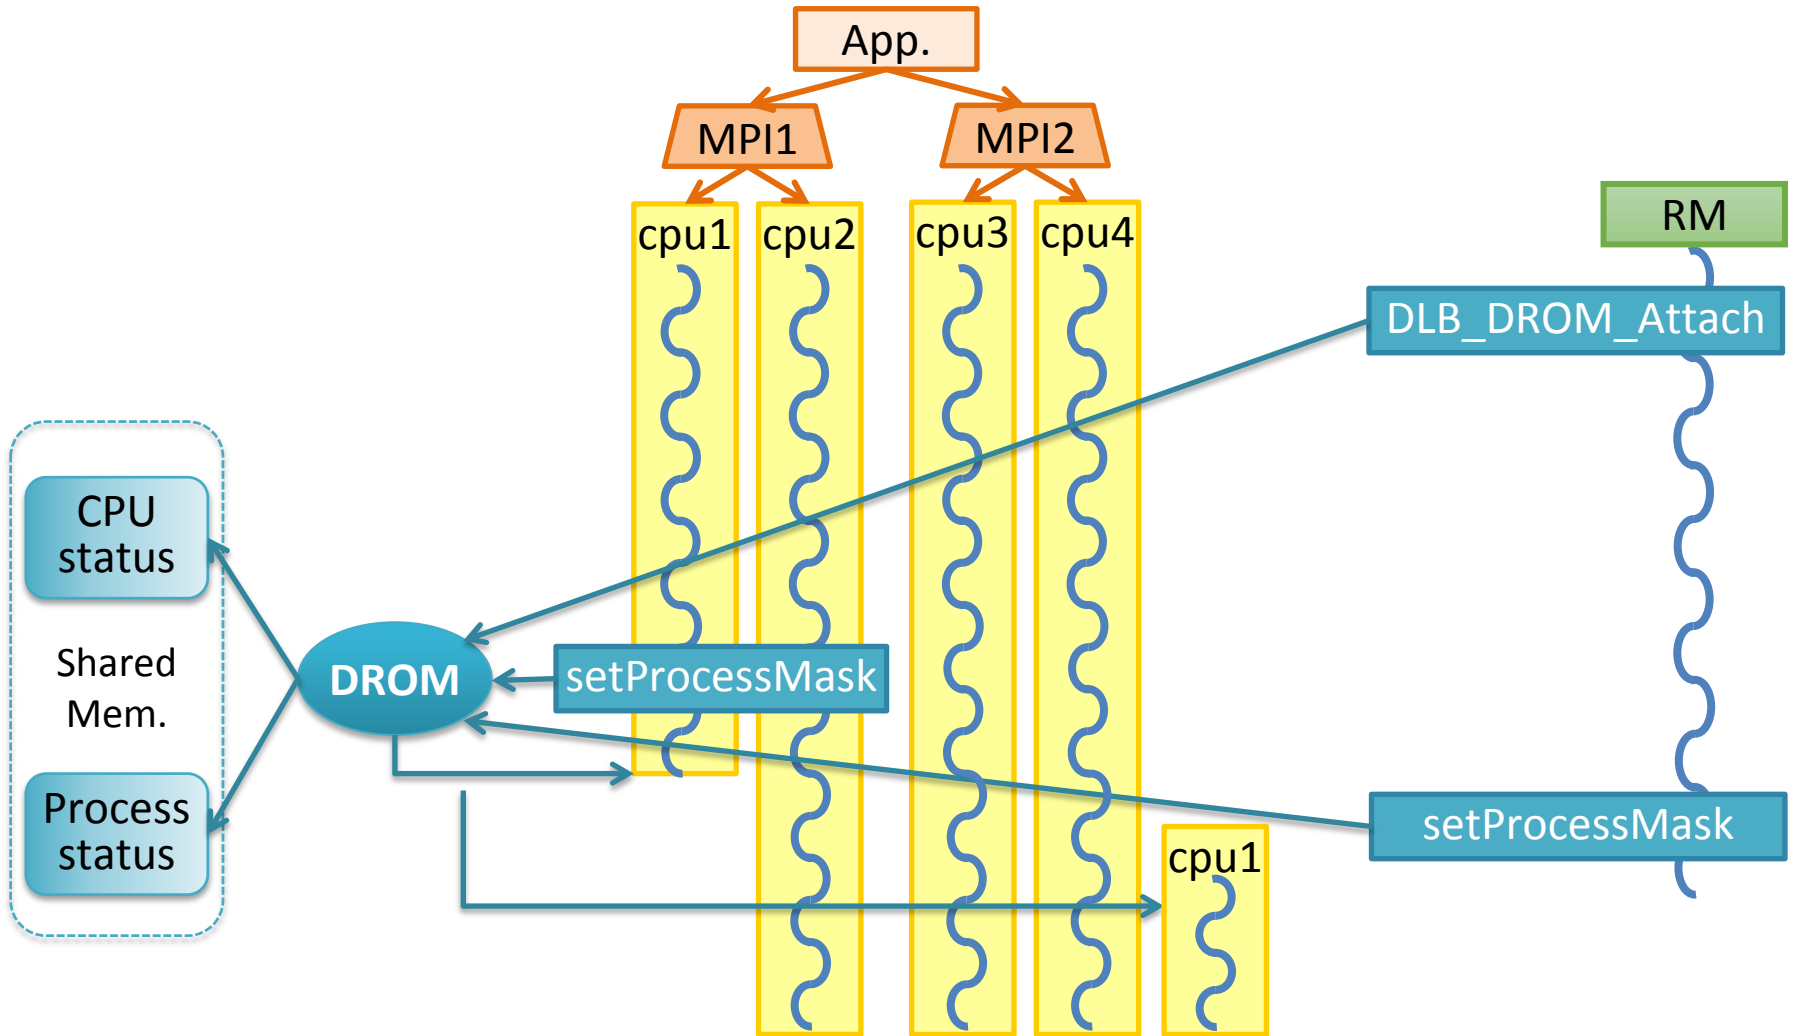 App.
MPI1
MPI2
cpu1
cpu2
cpu3
cpu4
RM
DLB_DROM_Attach
CPU
status
Shared
Mem.
DROM
setProcessMask
Process
status
setProcessMask
cpu1